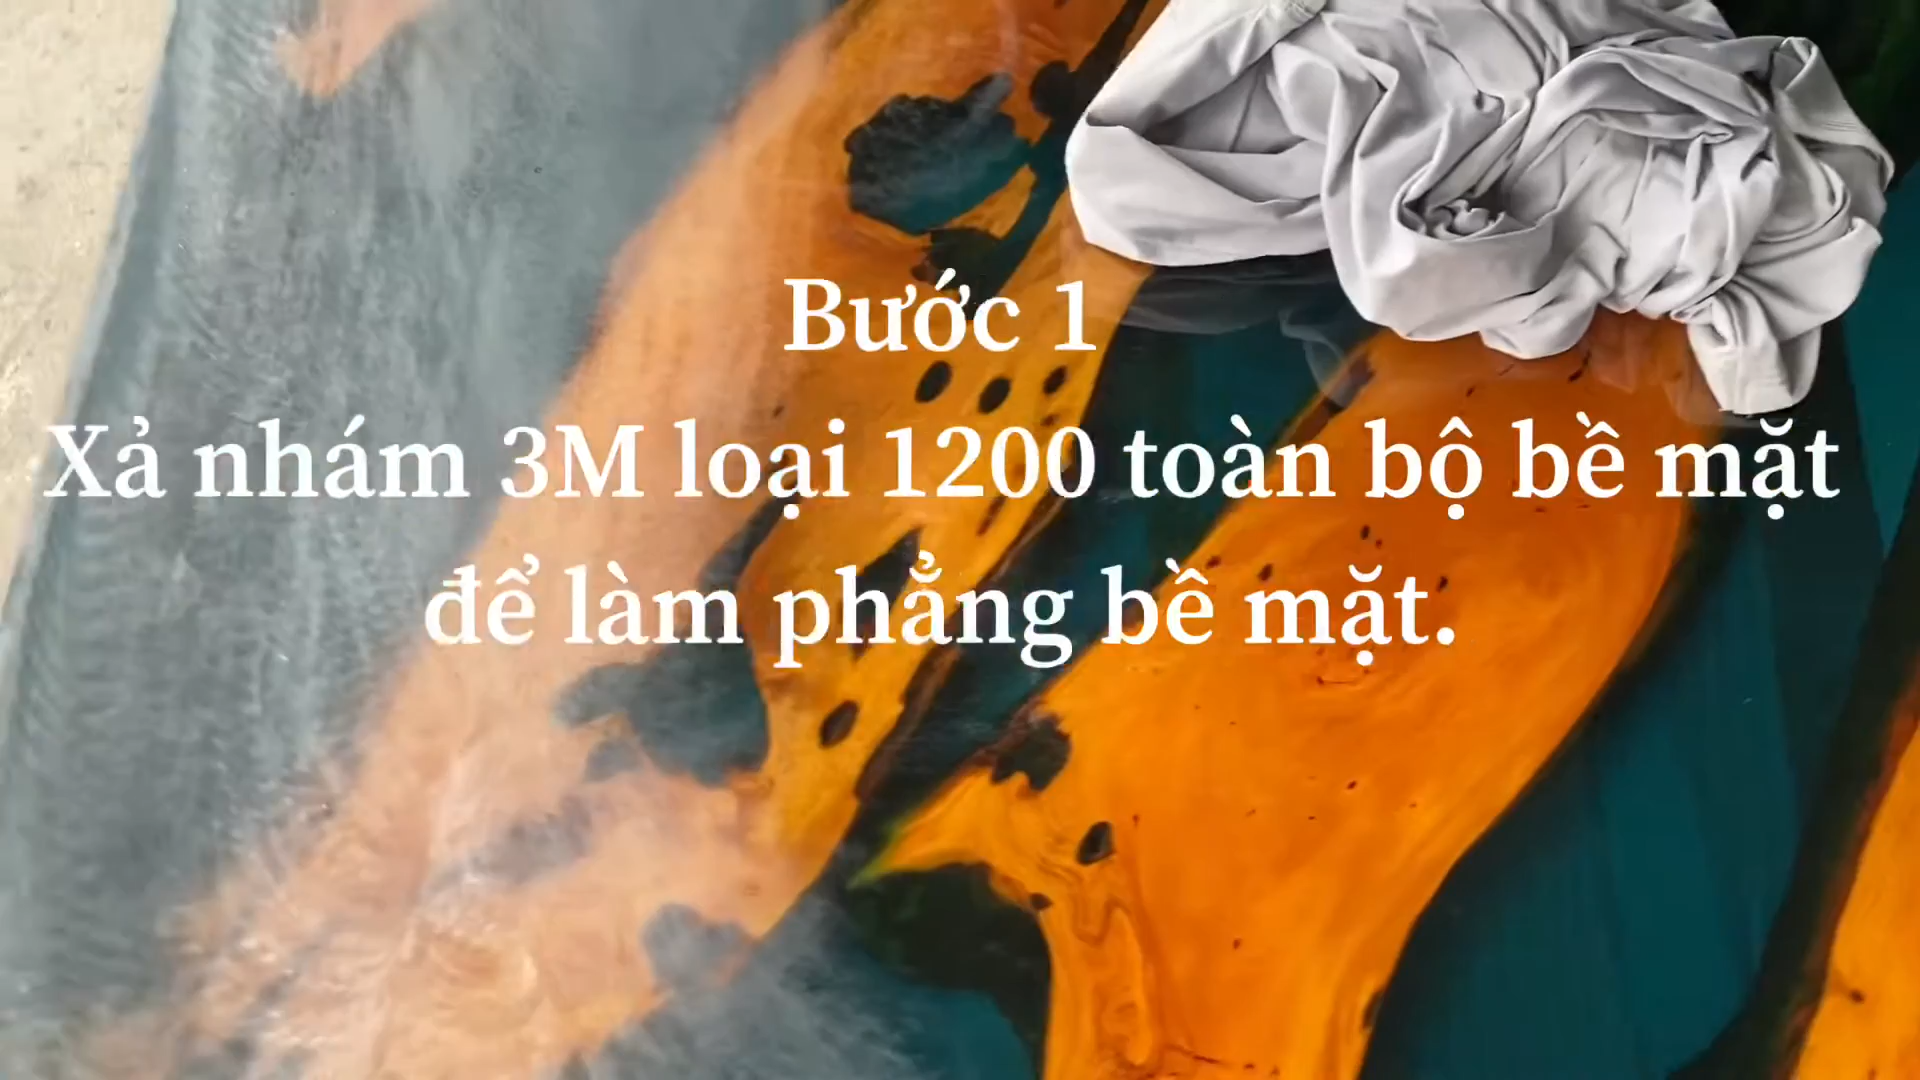 Bước 1
Xả nhám 3M loại 1200 toàn bộ bề mặt
để làm phẳng bề mặt.